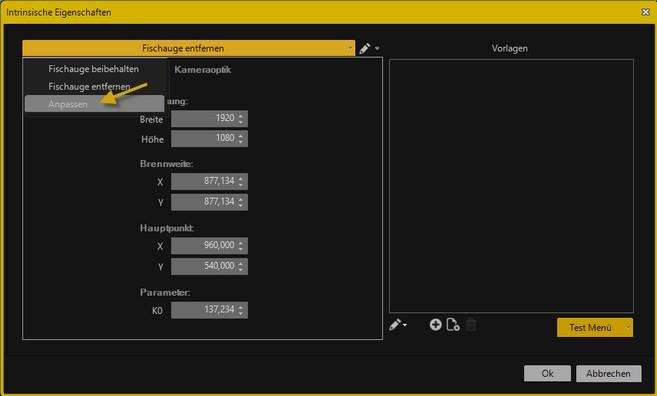 Intrinsische Eigenschaften
Fischauge entfernen
Vorlagen
Fischauge beibehalten
Kameraoptik
Fischauge entfernen
Anpassen
Breite 1920
Höhe 1080
Brennweite:
X 877,134
Y 877,134
Hauptpunkt:
X 960,000
Y 540,000
Parameter:
K0 137,234
Test Menü
Ok
Abbrechen